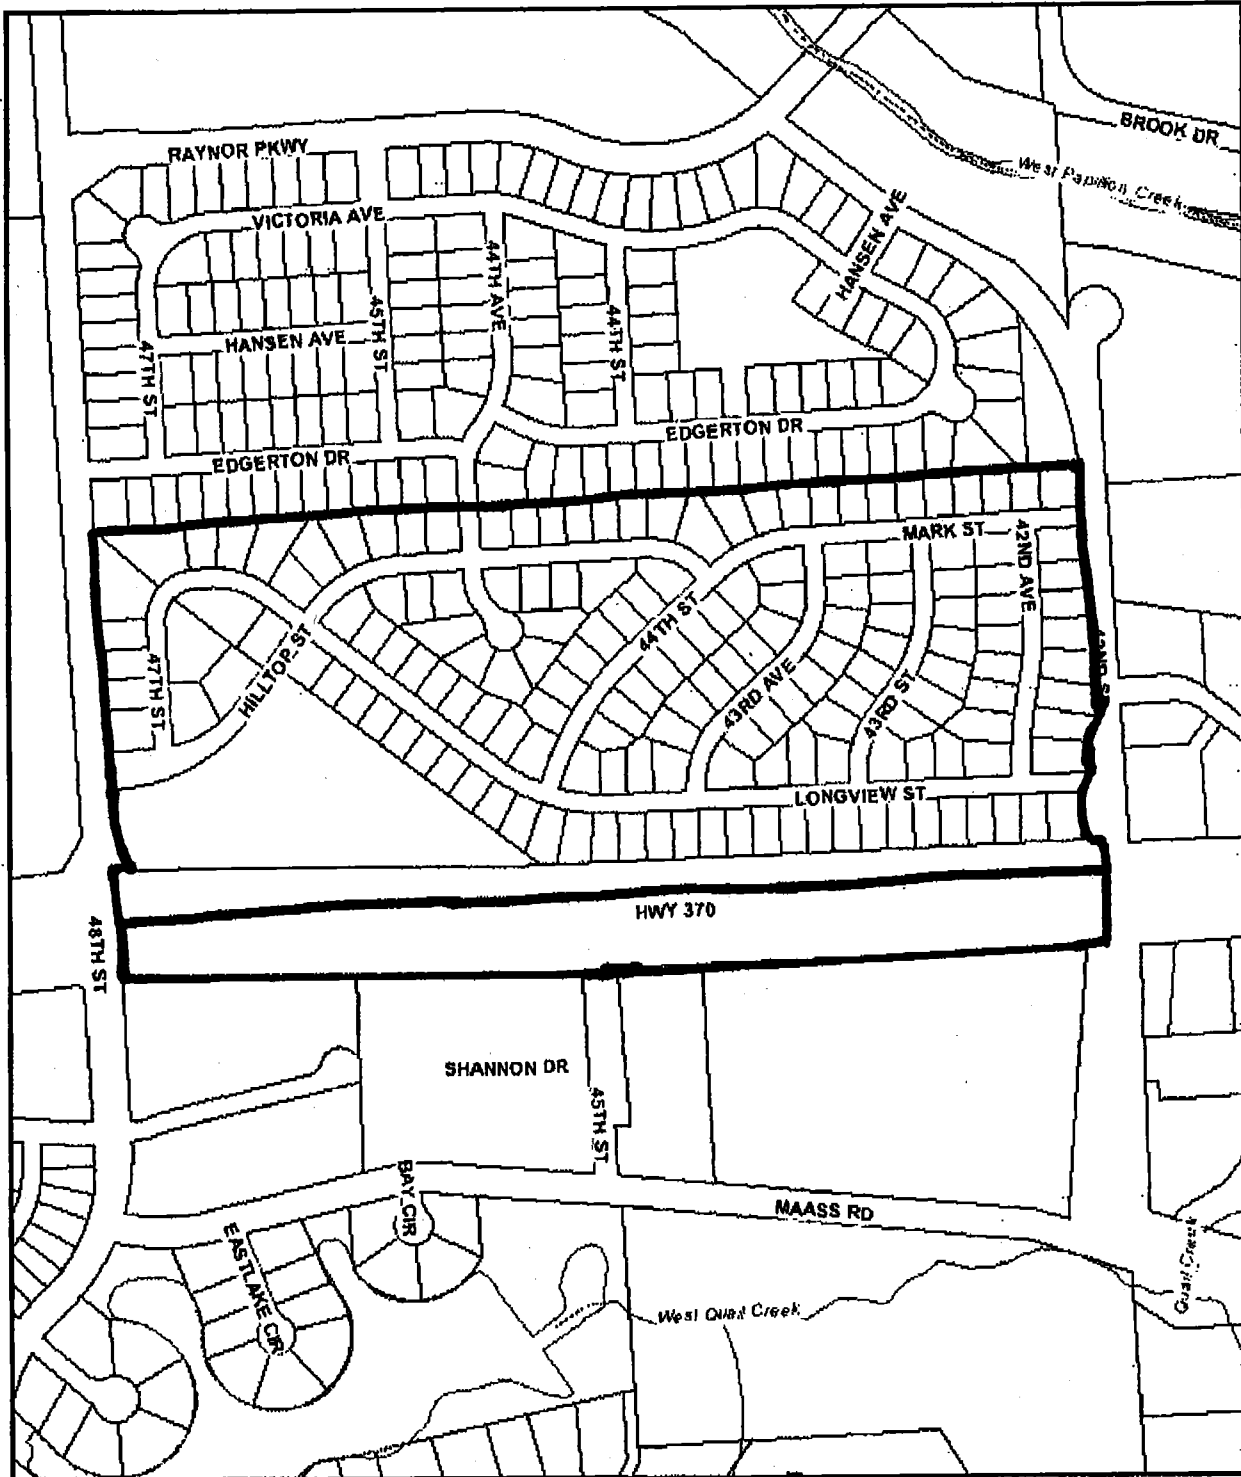 BROOK DR
RAYNOR PKWY
West Papillion Creek
VICTORIA AVE
HANSEN AVE
44TH AVE
45TH ST
44TH ST
HANSEN AVE
47TH ST
EDGERTON DR
EDGERTON DR
MARK ST
42ND AVE
44TH ST
HILLTOP ST
47TH ST
43RD AVE
43RD ST
42ND S
LONGVIEW ST
HWY 370
48TH ST
SHANNON DR
45TH ST
BAY CIR
MAASS RD
EASTLAKE CIR
Quail Creek
West Quail Creek